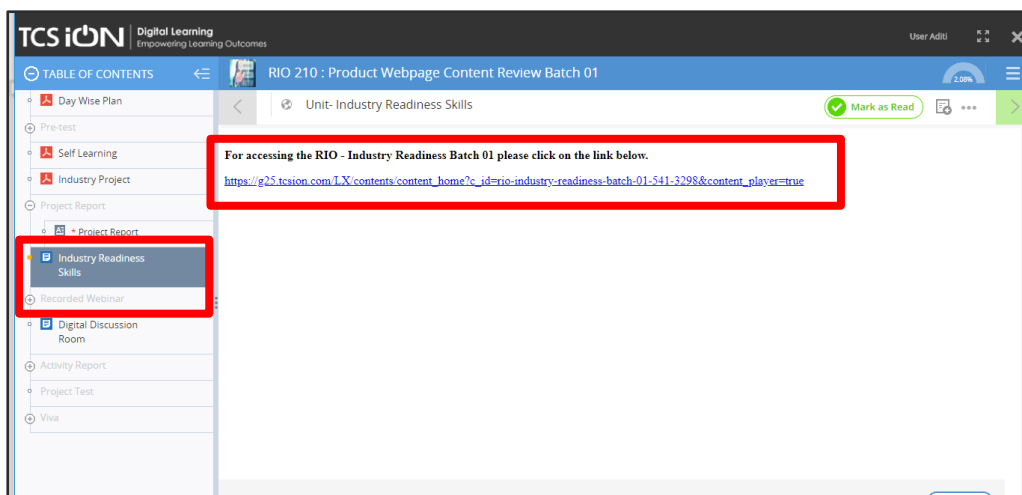 TCS iON
Digital Learning
Empowering Learning Outcomes
User Aditi
TABLE OF CONTENTS
RIO 210 : Product Webpage Content Review Batch 01
2.08%
Day Wise Plan
Unit- Industry Readiness Skills
Mark as Read
Pre-test
Self Learning
Industry Project
Project Report
* Project Report
Industry Readiness
Skills
Recorded Webinar
Digital Discussion
Room
Activity Report
Project Test
Viva
For accessing the RIO - Industry Readiness Batch 01 please click on the link below.
https://g25.tcsion.com/LX/contents/content_home?c_id=rio-industry-readiness-batch-01-541-3298&content_player=true